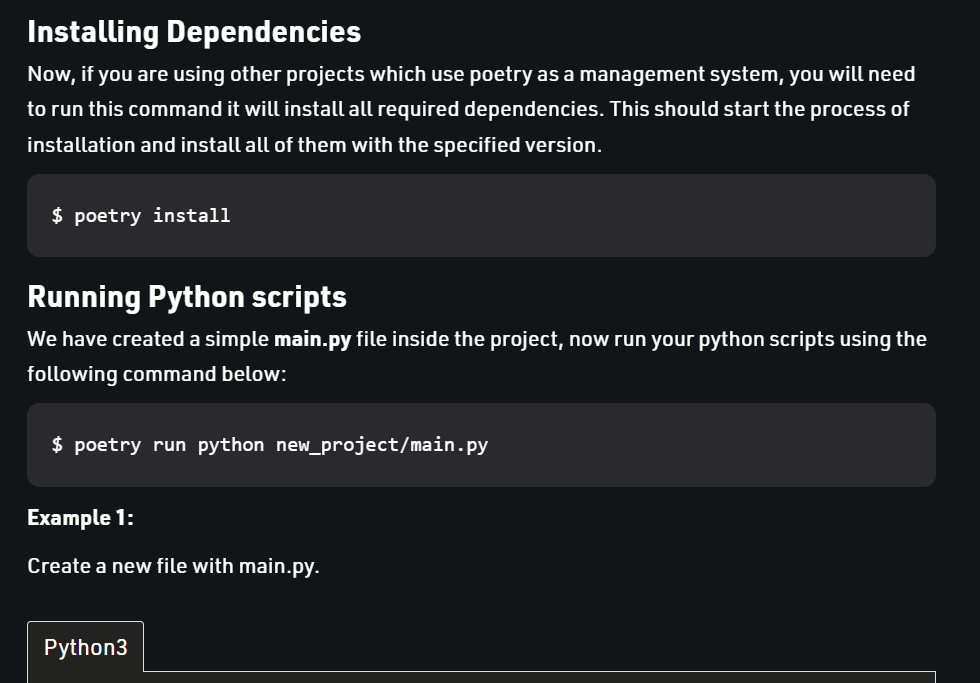 Installing Dependencies
Now, if you are using other projects which use poetry as a management system, you will need
to run this command it will install all required dependencies. This should start the process of
installation and install all of them with the specified version.
$ poetry install
Running Python scripts
We have created a simple main.py file inside the project, now run your python scripts using the
following command below:
$ poetry run python new_project/main.py
Example 1:
Create a new file with main.py.
Python3